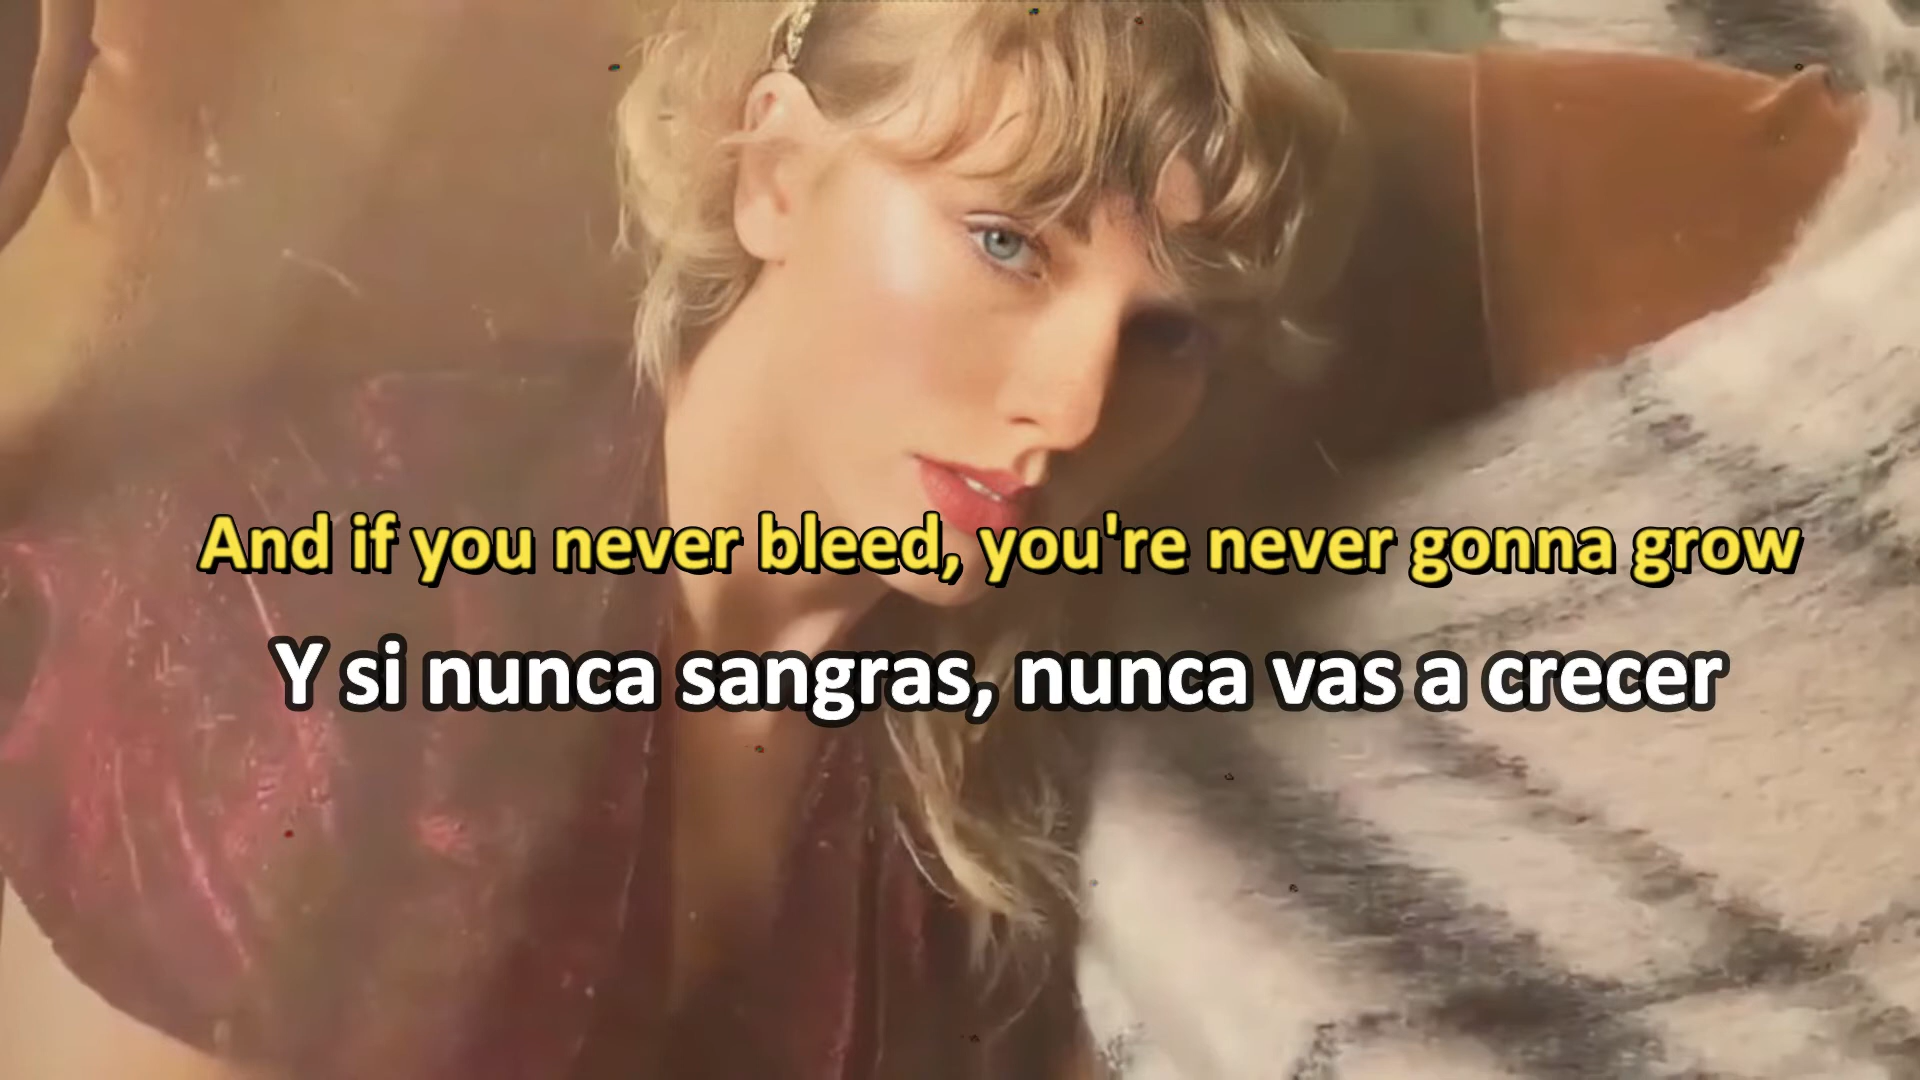 And if you never bleed, you're never gonna grow
Y si nunca sangras, nunca vas a crecer